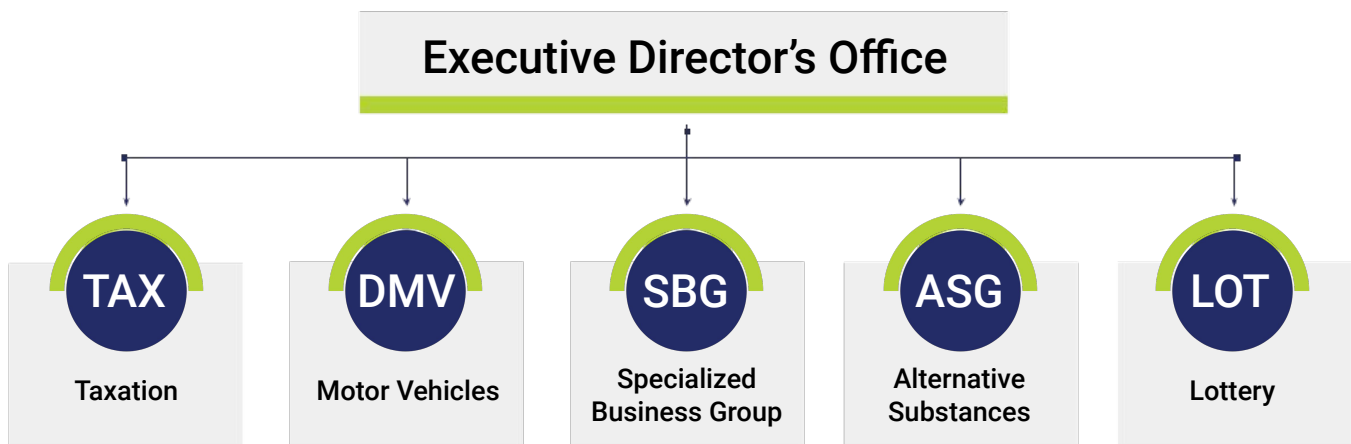 Executive Director’s Office
TAX
DMV
SBG
ASG
LOT
Taxation
Motor Vehicles
Specialized
Business Group
Alternative
Substances
Lottery